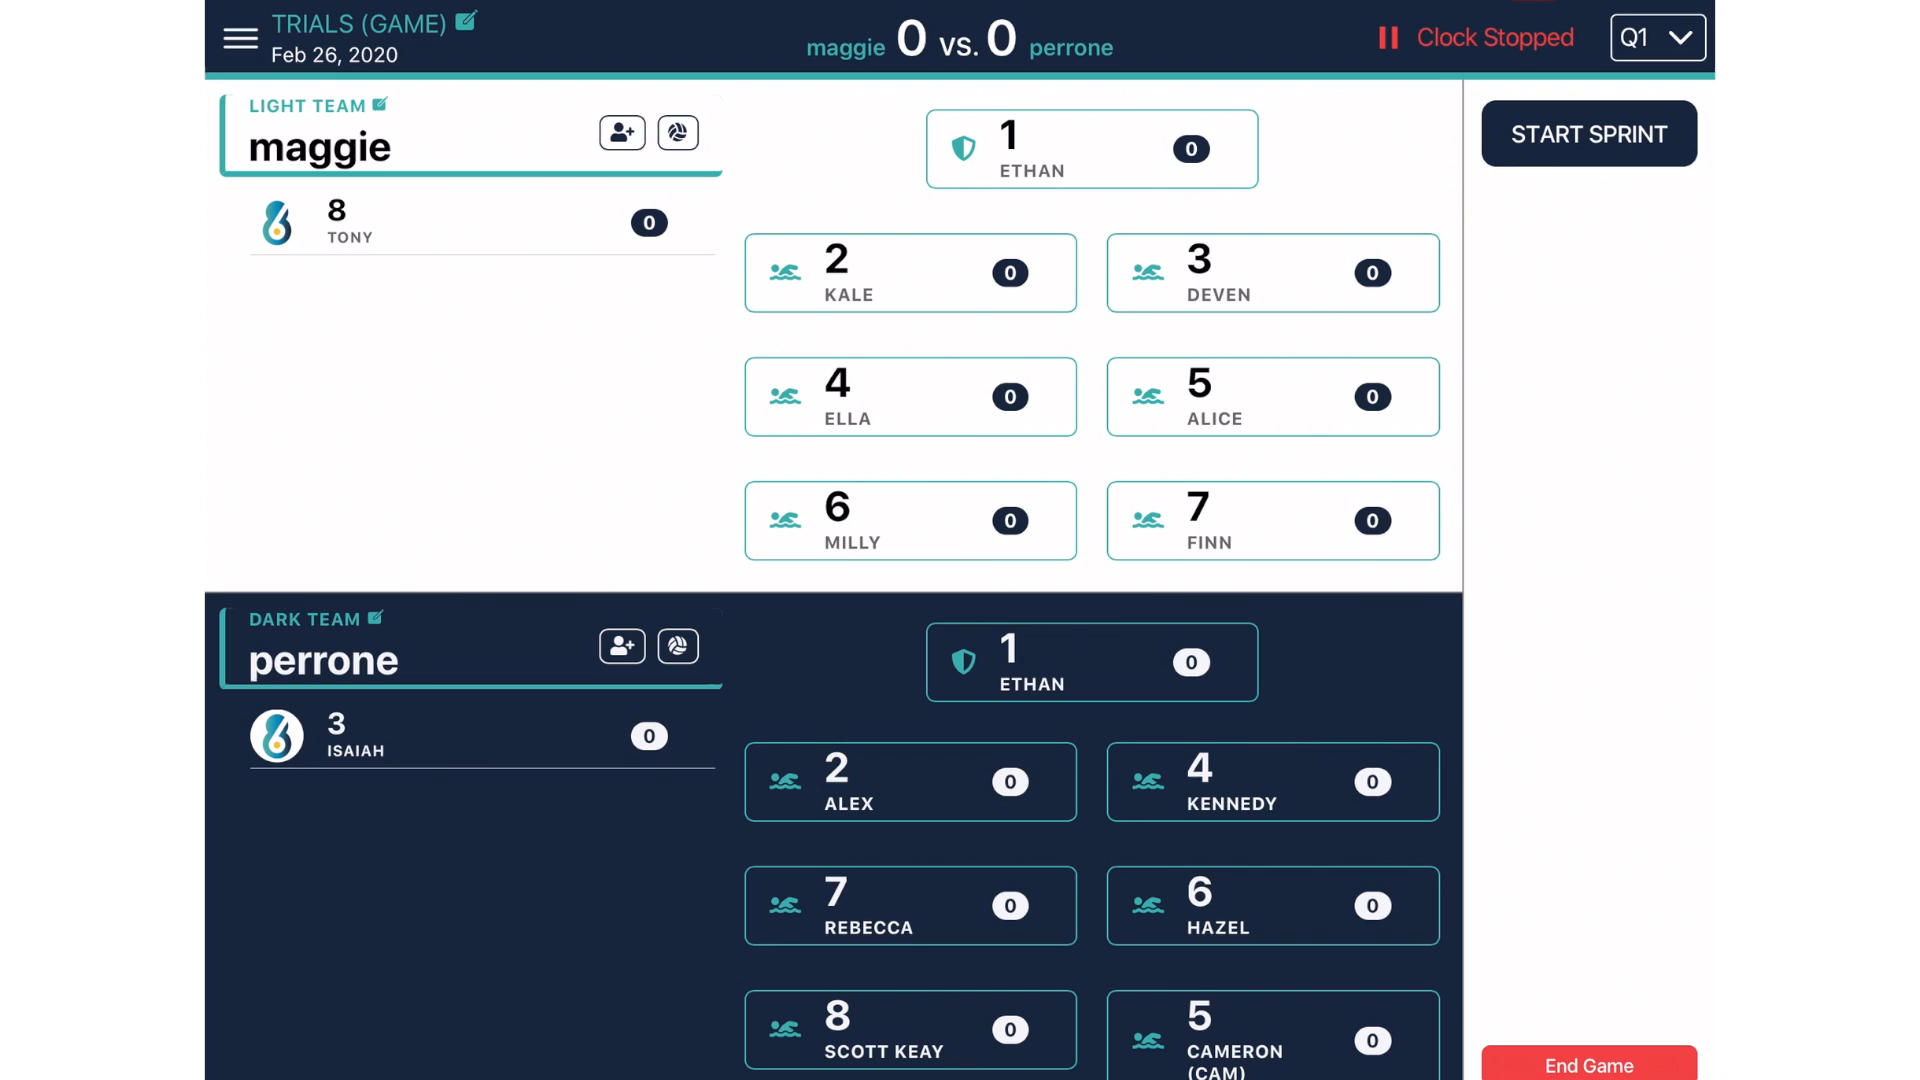 TRIALS (GAME)
Feb 26, 2020
maggie 0 vs. 0 perrone
Clock Stopped
Q1
LIGHT TEAM
maggie
8
TONY
0
1
ETHAN
0
2
KALE
0
3
DEVEN
0
4
ELLA
0
5
ALICE
0
6
MILLY
0
7
FINN
0
START SPRINT
DARK TEAM
perrone
3
ISAIAH
0
1
ETHAN
0
2
ALEX
0
4
KENNEDY
0
7
REBECCA
0
6
HAZEL
0
8
SCOTT KEAY
0
5
CAMERON
(CAM)
0
End Game